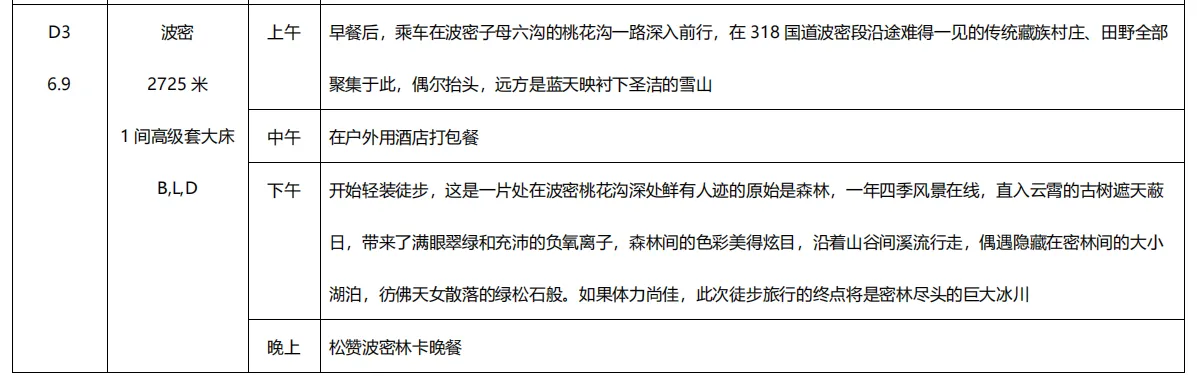 D3
6.9
波密
2725 米
1 间高级套大床
B,L,D
上午
早餐后，乘车在波密子母六沟的桃花沟一路深入前行，在 318 国道波密段沿途难得一见的传统藏族村庄、田野全部
聚集于此，偶尔抬头，远方是蓝天映衬下圣洁的雪山
中午
在户外用酒店打包餐
下午
开始轻装徒步，这是一片处在波密桃花沟深处鲜有人迹的原始是森林，一年四季风景在线，直入云霄的古树遮天蔽
日，带来了满眼翠绿和充沛的负氧离子，森林间的色彩美得炫目，沿着山谷间溪流行走，偶遇隐藏在密林间的大小
湖泊，彷佛天女散落的绿松石般。如果体力尚佳，此次徒步旅行的终点将是密林尽头的巨大冰川
晚上
松赞波密林卡晚餐